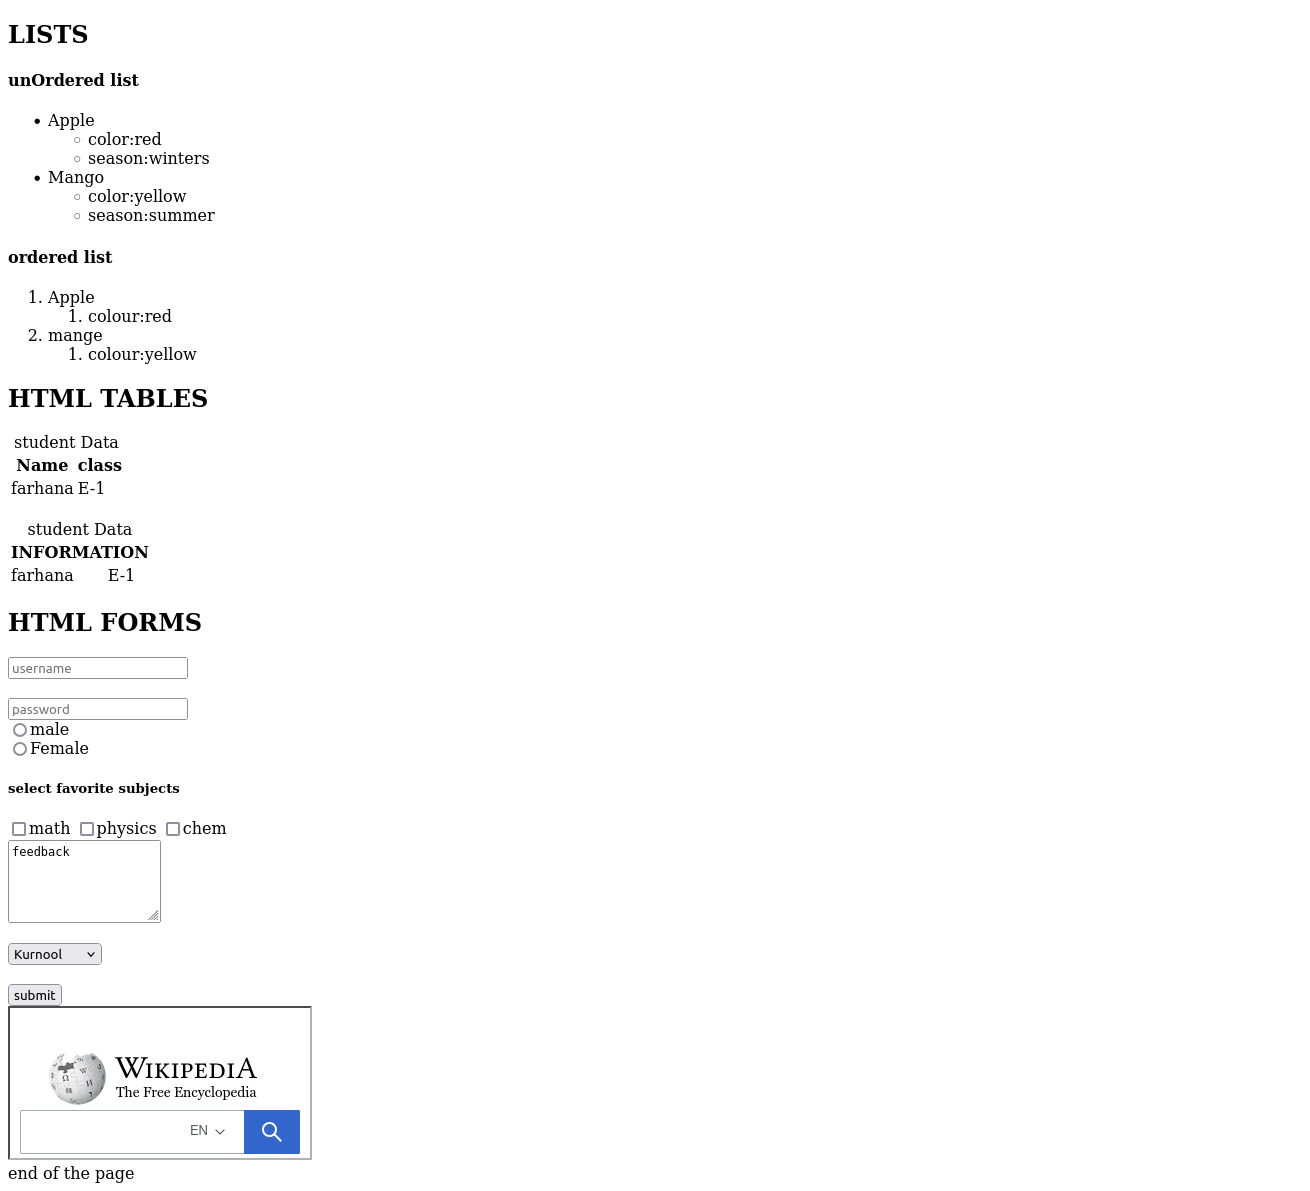 LISTS
unOrdered list
Apple
color:red
season:winters
Mango
color:yellow
season:summer
ordered list
1. Apple
1. colour:red
2. mange
1. colour:yellow
HTML TABLES
student Data
Name class
farhana E-1
student Data
INFORMATION
farhana E-1
HTML FORMS
username
password
male
Female
select favorite subjects
math physics chem
feedback
Kurnool
submit
WIKIPEDIA
The Free Encyclopedia
EN
end of the page